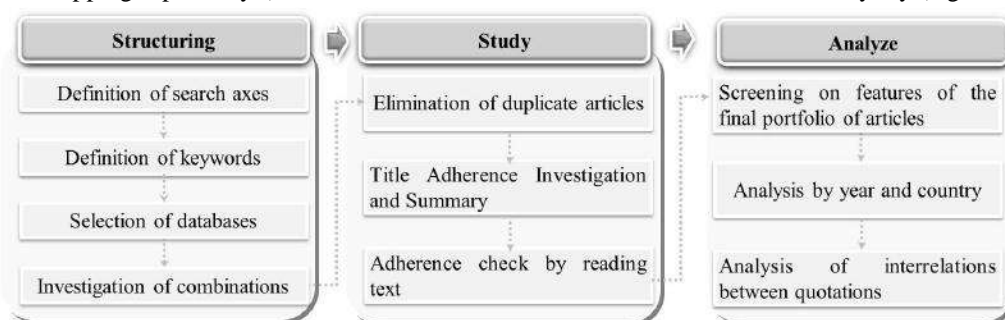 Structuring
Definition of search axes
Definition of keywords
Selection of databases
Investigation of combinations
Study
Elimination of duplicate articles
Title Adherence Investigation
and Summary
Adherence check by reading
text
Analyze
Screening on features of the
final portfolio of articles
Analysis by year and country
Analysis of interrelations
between quotations